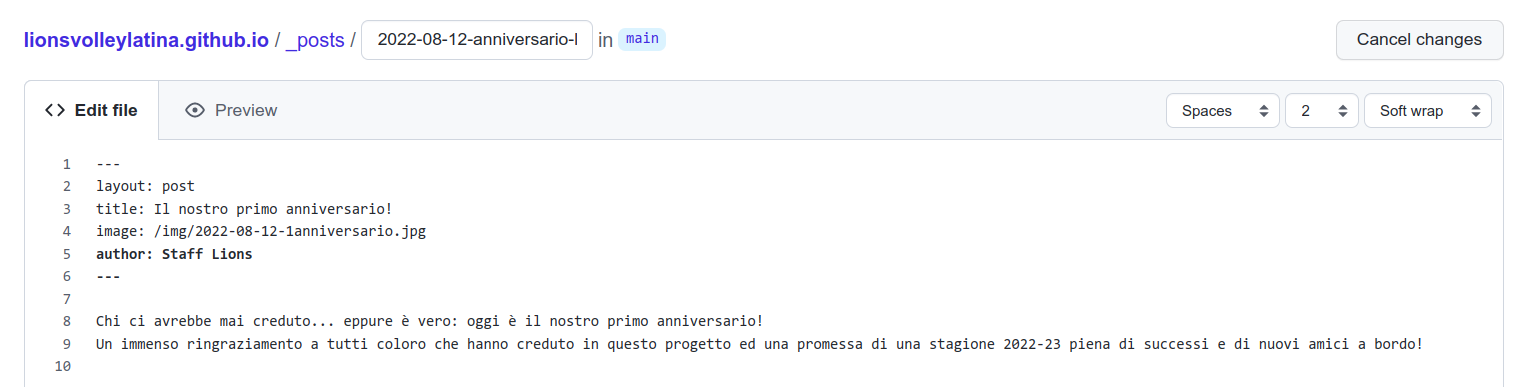 lionsvolleylatina.github.io / _posts / 2022-08-12-anniversario-l in main Cancel changes
Edit file Preview Spaces 2 Soft wrap
1 ---
2 layout: post
3 title: Il nostro primo anniversario!
4 image: /img/2022-08-12-1anniversario.jpg
5 author: Staff Lions
6 ---
7
8 Chi ci avrebbe mai creduto... eppure è vero: oggi è il nostro primo anniversario!
9 Un immenso ringraziamento a tutti coloro che hanno creduto in questo progetto ed una promessa di una stagione 2022-23 piena di successi e di nuovi amici a bordo!
10